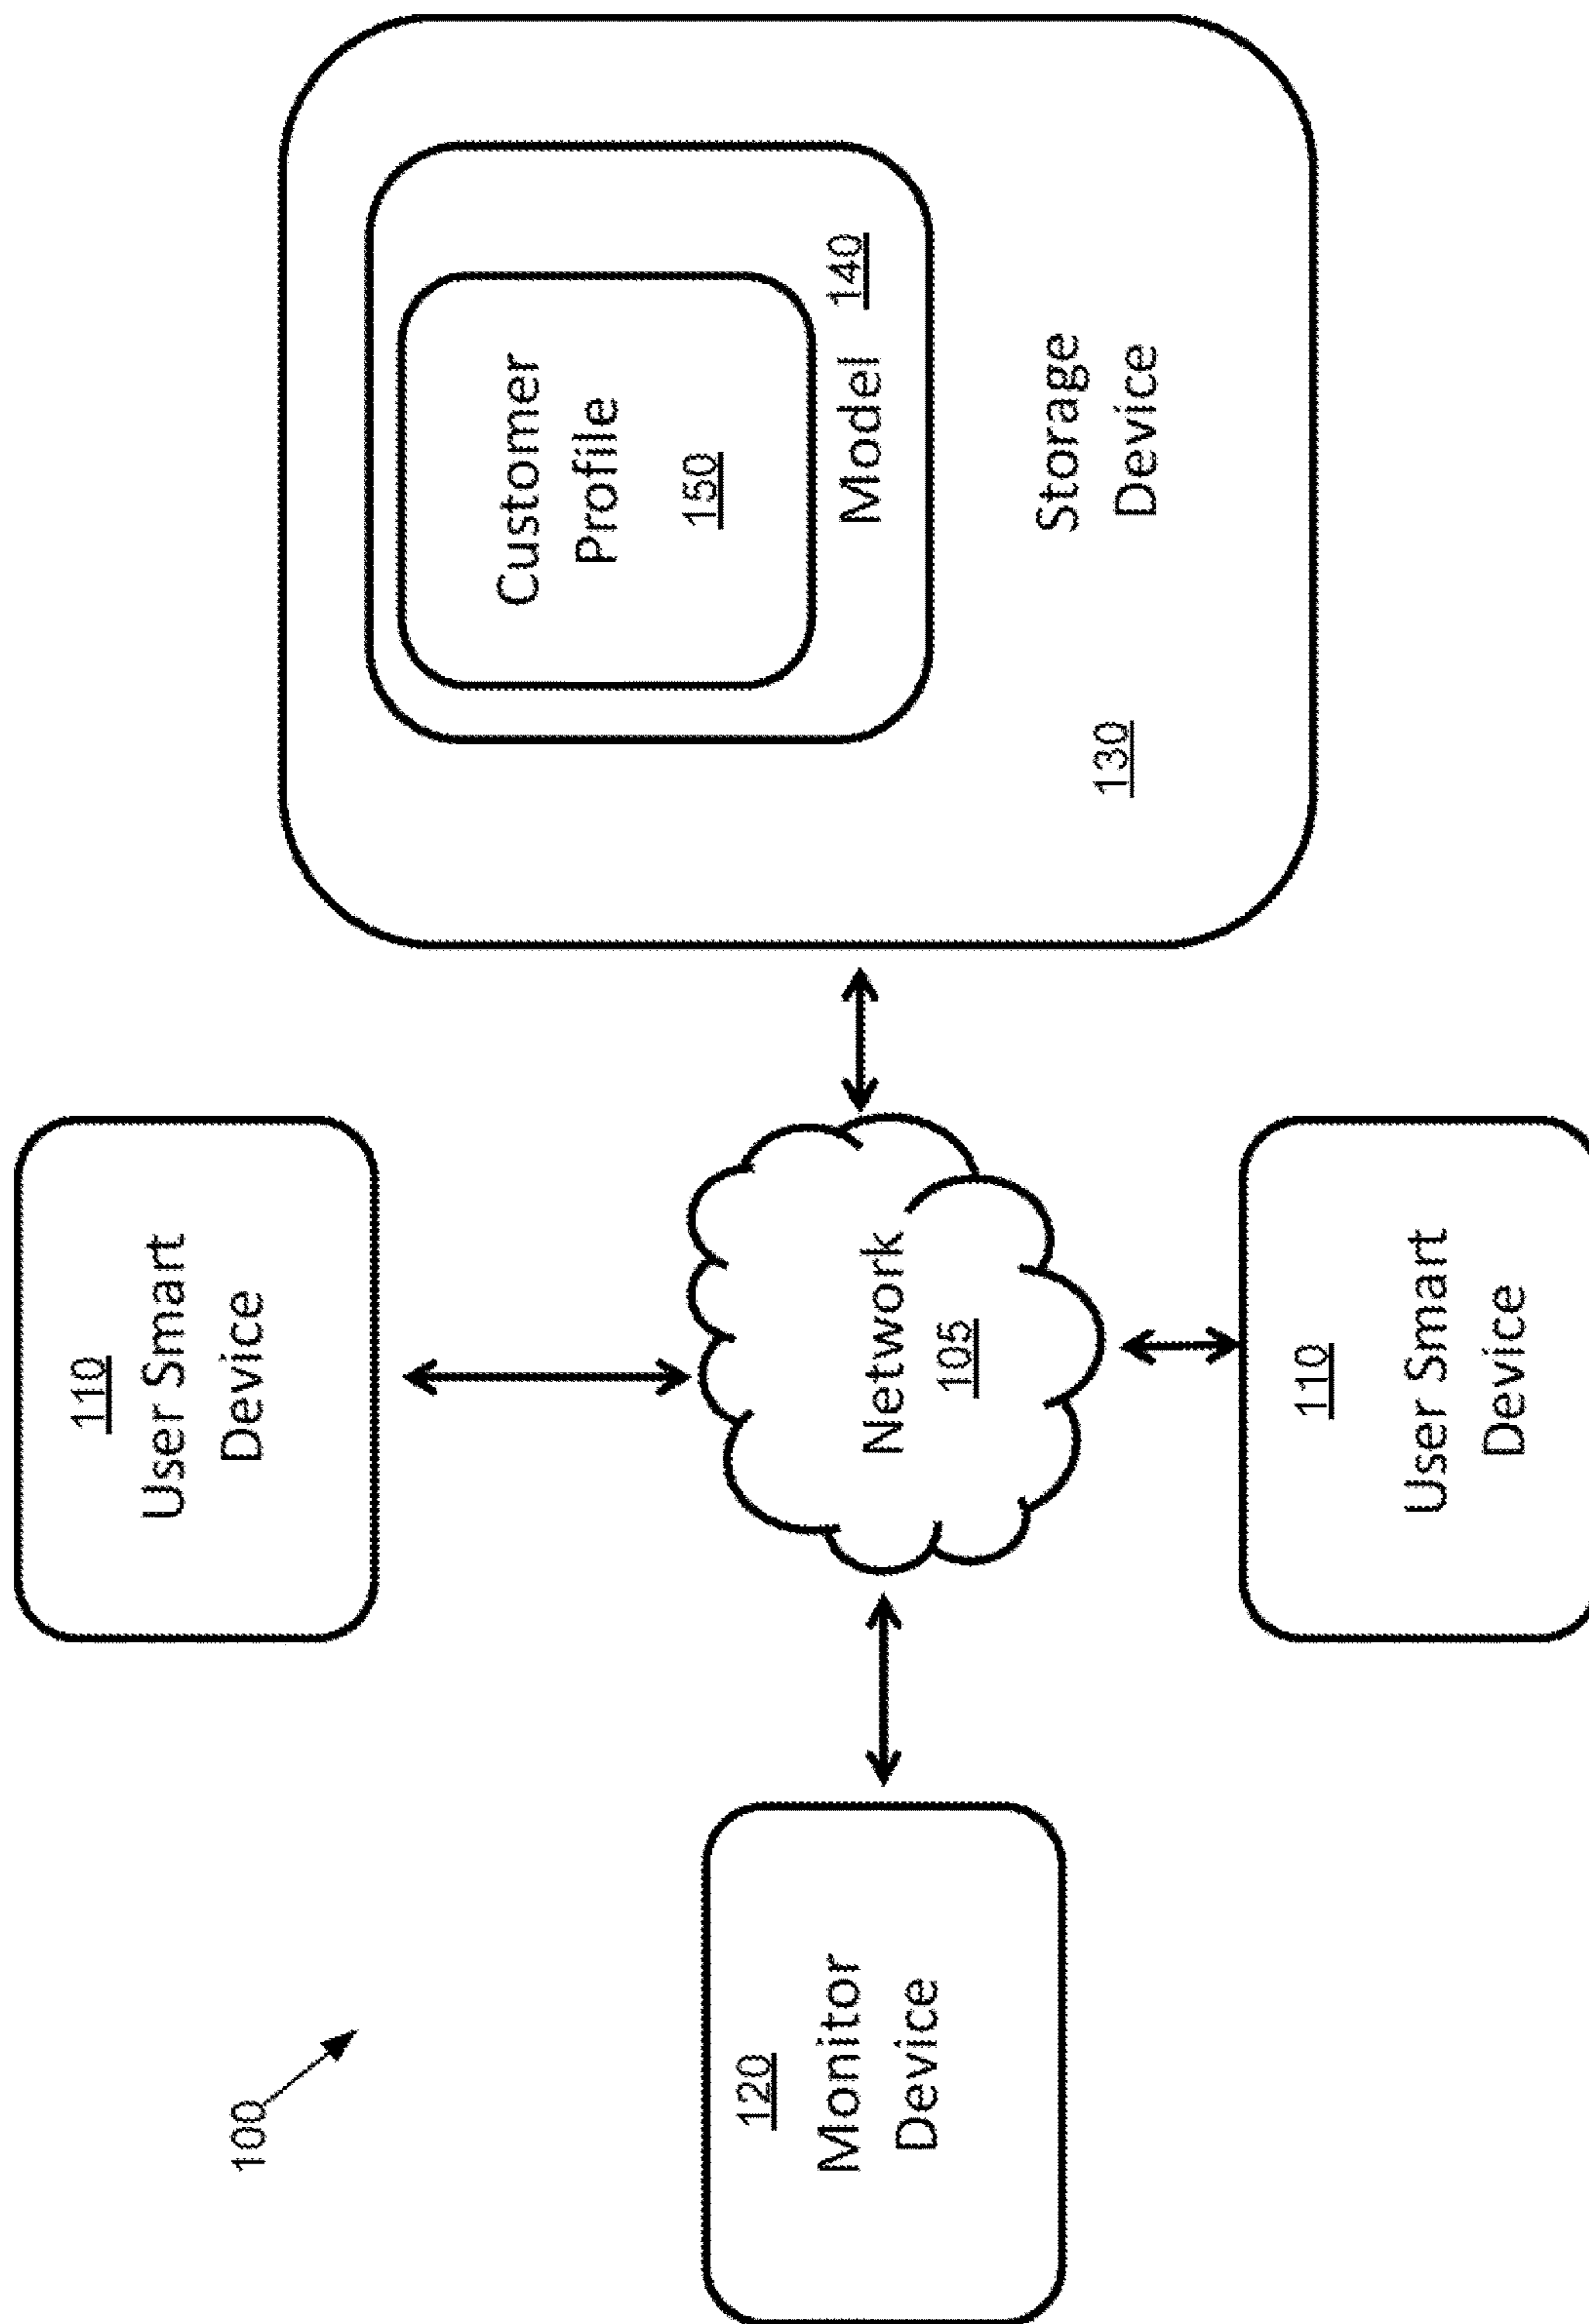 100
110
User Smart
Device
120
Monitor
Device
Network
105
Customer
Profile
150
Model 140
Storage
Device
130
110
User Smart
Device